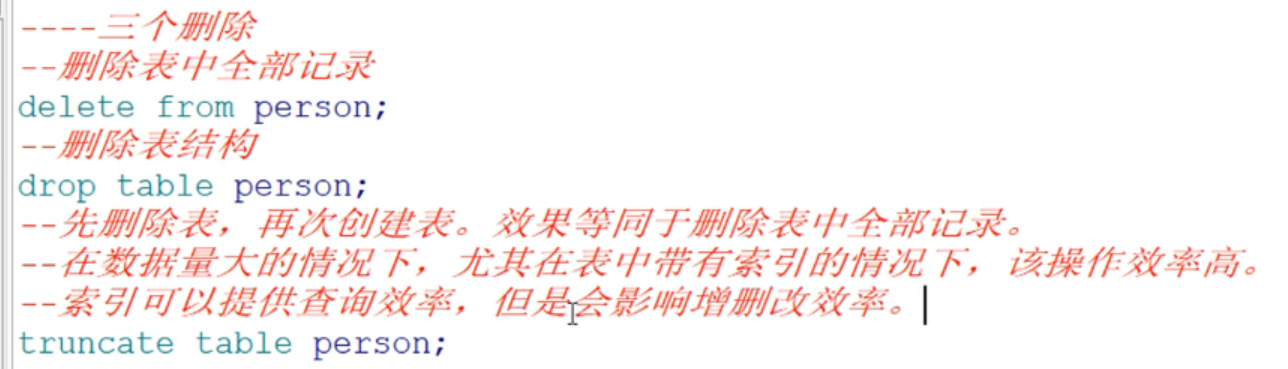 ----三个删除
--删除表中全部记录
delete from person;
--删除表结构
drop table person;
--先删除表，再次创建表。效果等同于删除表中全部记录。
--在数据量大的情况下，尤其在表中带有索引的情况下，该操作效率高。
--索引可以提供查询效率，但是会影响增删改效率。
truncate table person;